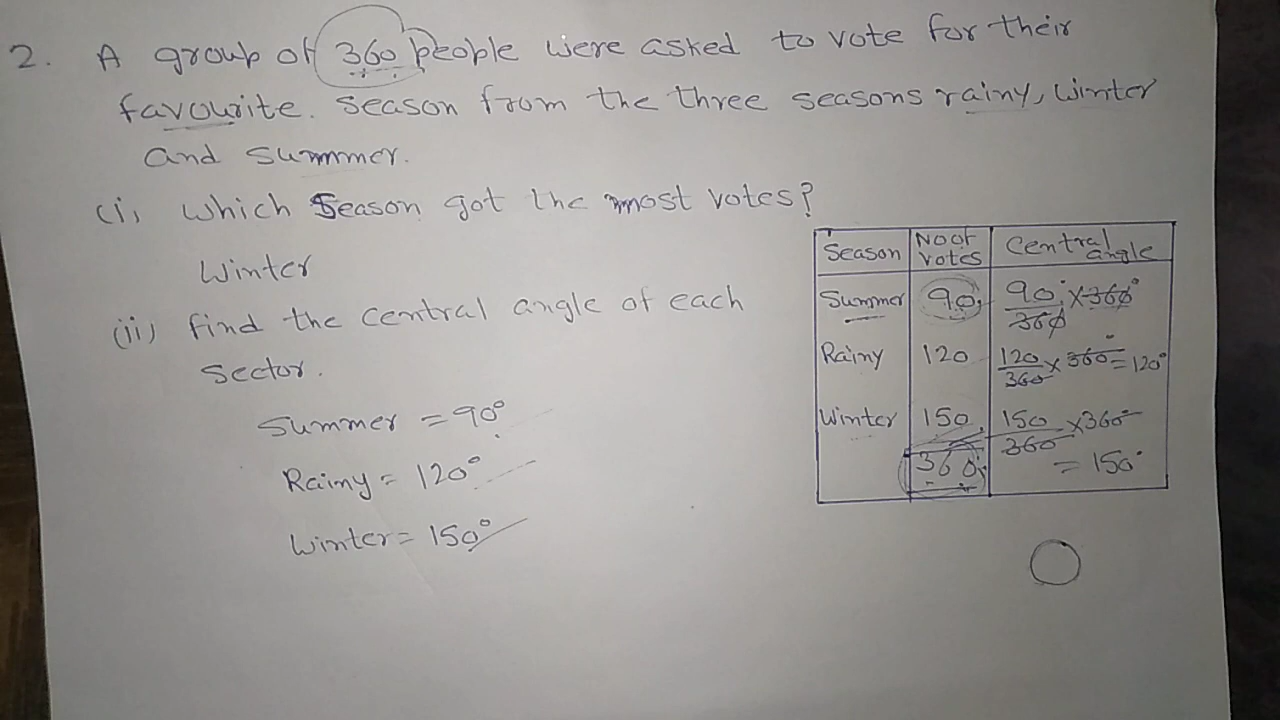 2. A group of 360 people were asked to vote for their
favourite. season from the three seasons rainy, winter
and summer.
(i) which Season got the most votes?
Winter
(ii) find the central angle of each
sector.
Summer = 90°
Rainy = 120°
Winter = 150°
Season No of votes Central angle
Summer 90 90/360 × 360°
Rainy 120 120/360 × 360° = 120°
Winter 150 150/360 × 360°
360 = 150°